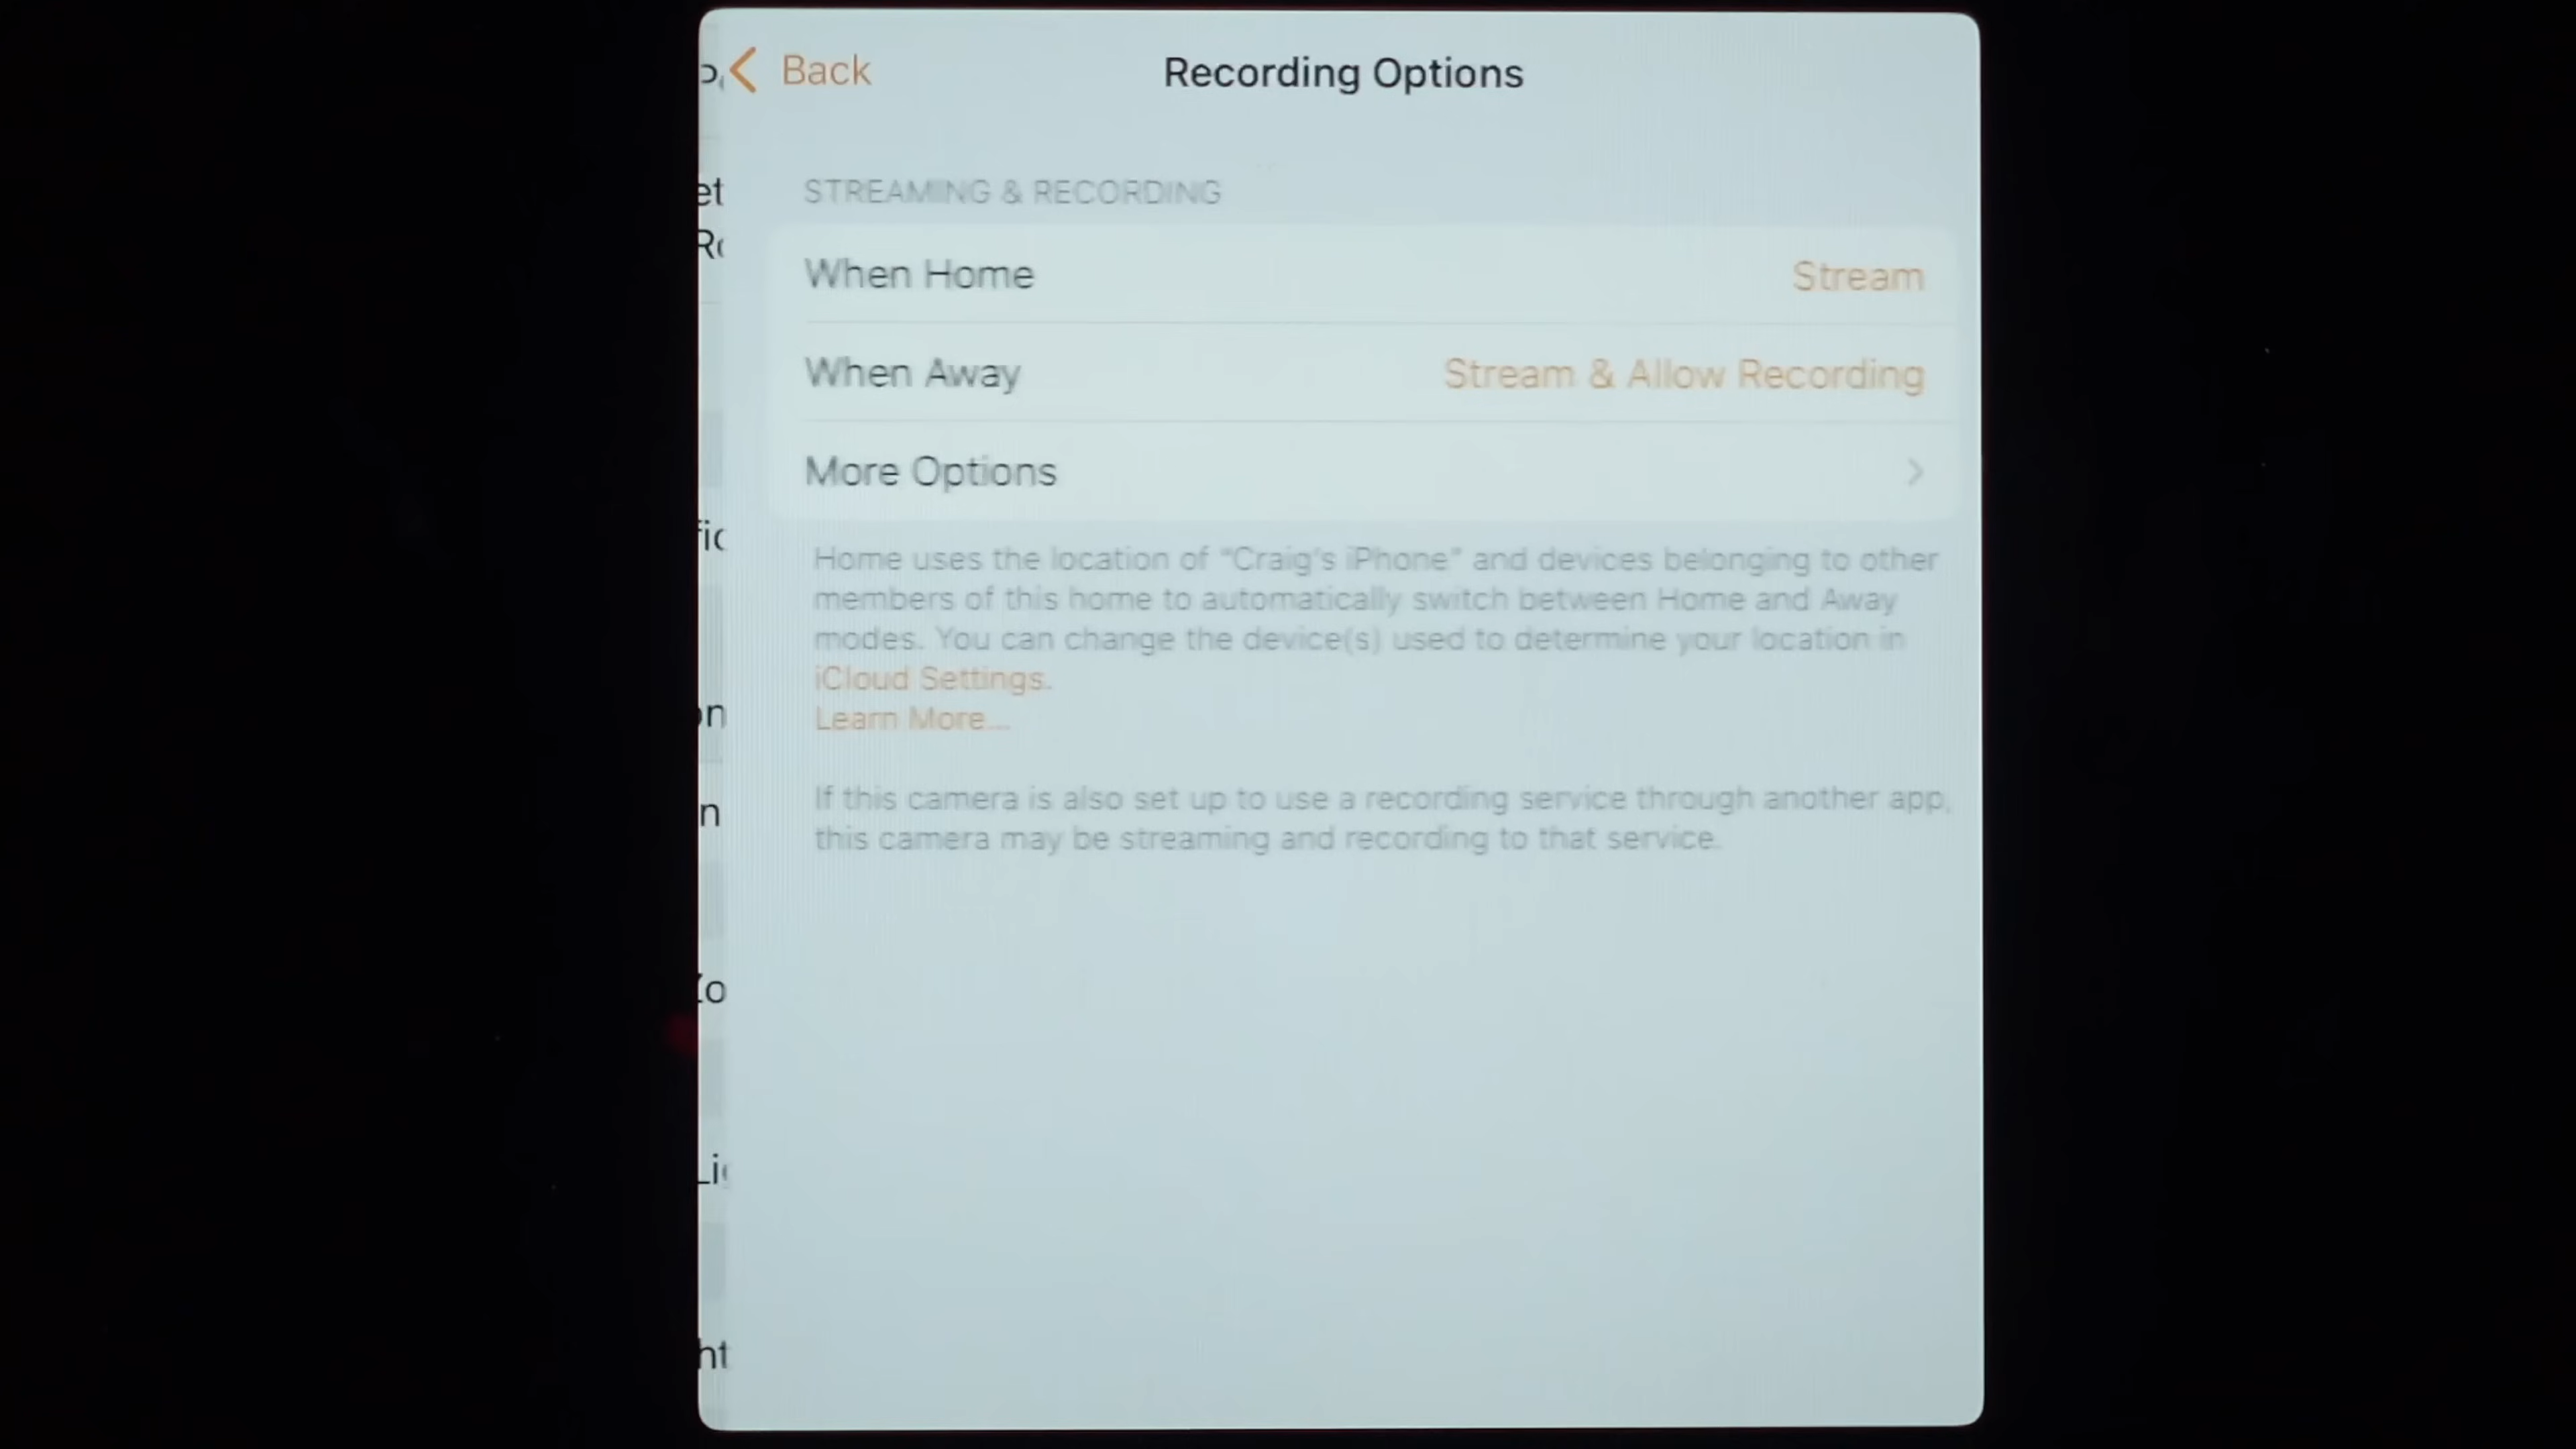 Back
Recording Options
STREAMING & RECORDING
When Home
Stream
When Away
Stream & Allow Recording
More Options
Home uses the location of "Craig's iPhone" and devices belonging to other
members of this home to automatically switch between Home and Away
modes. You can change the device(s) used to determine your location in
iCloud Settings.
Learn More...
If this camera is also set up to use a recording service through another app,
this camera may be streaming and recording to that service.